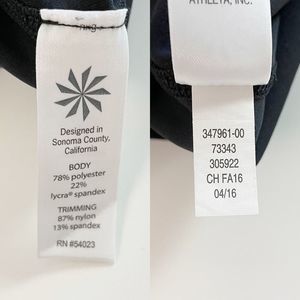 Designed in
Sonoma County,
California
BODY
78% polyester
22%
lycra® spandex
TRIMMING
87% nylon
13% spandex
RN #54023
ATHLETA, INC.
347961-00
73343
305922
CH FA16
04/16